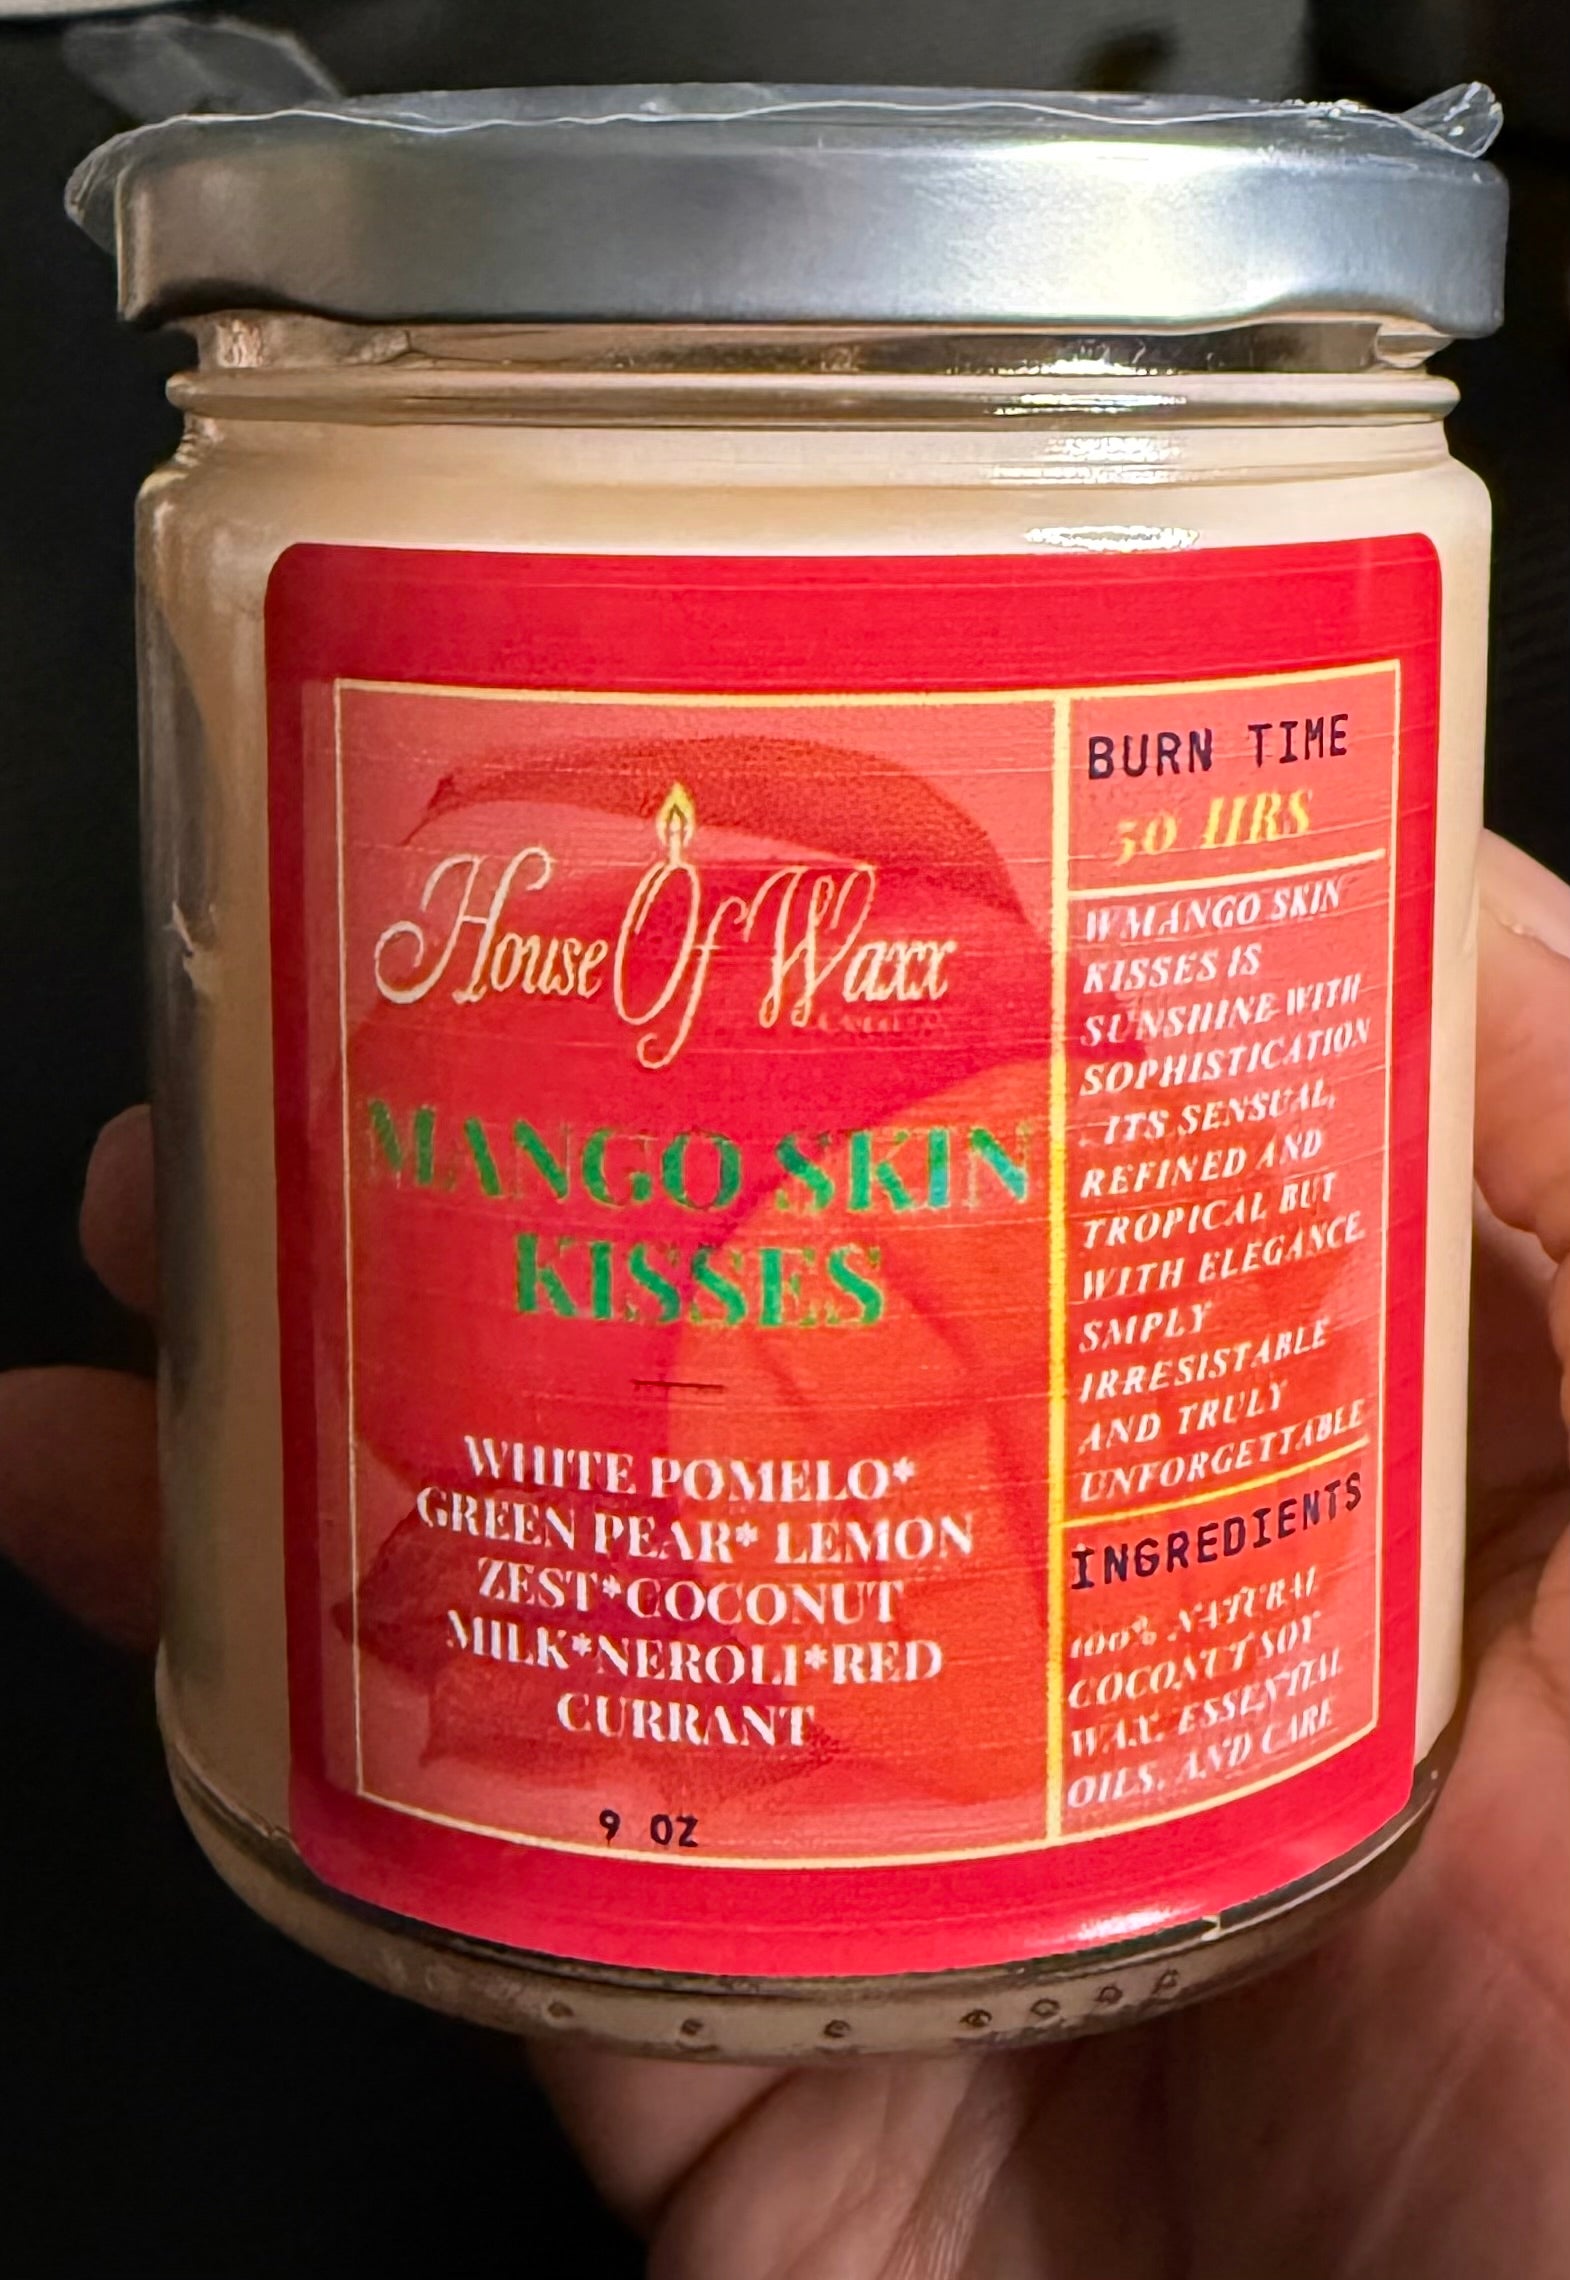 House Of Waxx
MANGO SKIN
KISSES
WHITE POMELO*
GREEN PEAR* LEMON
ZEST*COCONUT
MILK*NEROLI*RED
CURRANT
9 OZ
BURN TIME
50 HRS
WMANGO SKIN
KISSES IS
SUNSHINE WITH
SOPHISTICATION
. ITS SENSUAL,
REFINED AND
TROPICAL BUT
WITH ELEGANCE.
SMPLY
IRRESISTABLE
AND TRULY
UNFORGETTABLE
INGREDIENTS
100% NATURAL
COCONUT SOY
WAX, ESSENTIAL
OILS, AND CARE